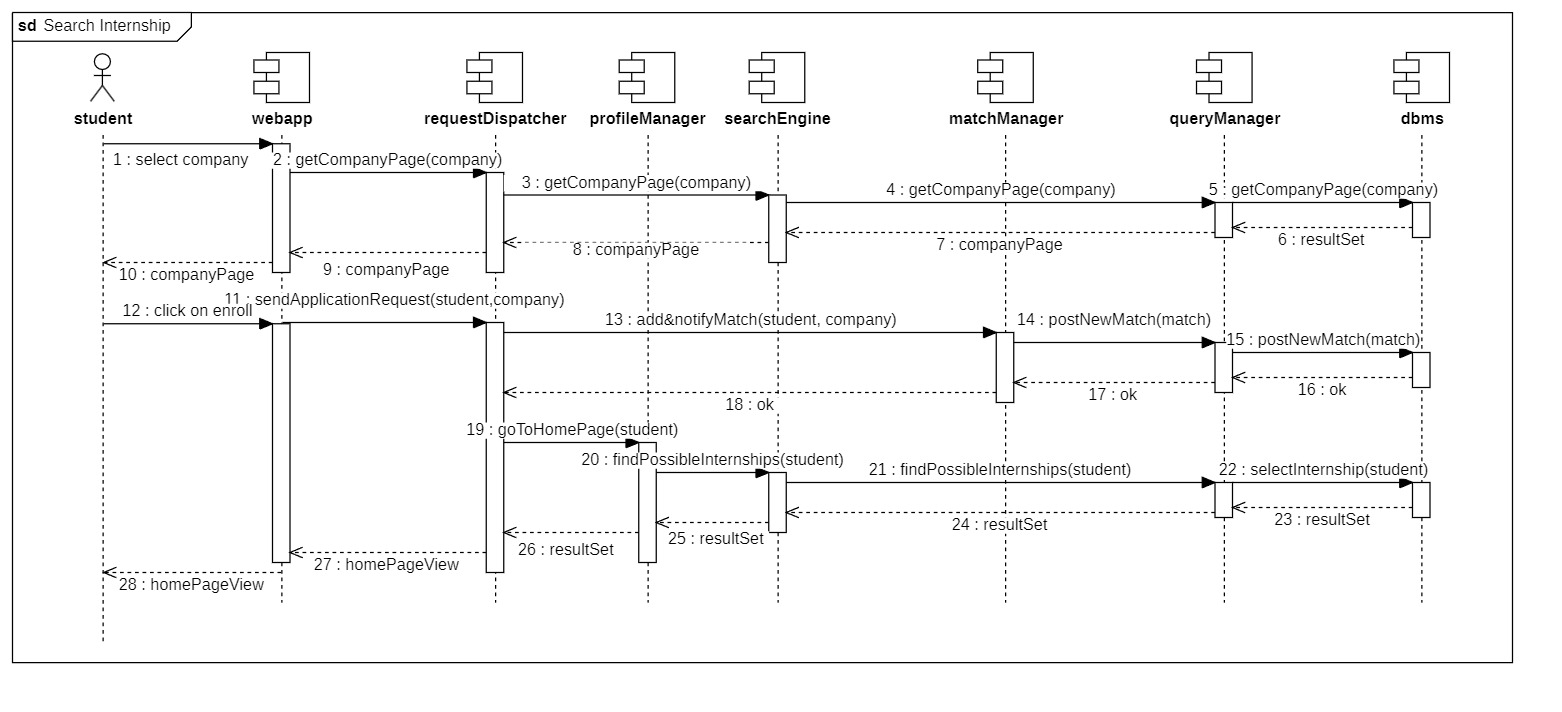 sd Search Internship
student
webapp
requestDispatcher
profileManager
searchEngine
matchManager
queryManager
dbms
1 : select company
2 : getCompanyPage(company)
3 : getCompanyPage(company)
4 : getCompanyPage(company)
5 : getCompanyPage(company)
6 : resultSet
7 : companyPage
8 : companyPage
9 : companyPage
10 : companyPage
11 : sendApplicationRequest(student,company)
12 : click on enroll
13 : add&notifyMatch(student, company)
14 : postNewMatch(match)
15 : postNewMatch(match)
16 : ok
17 : ok
18 : ok
19 : goToHomePage(student)
20 : findPossibleInternships(student)
21 : findPossibleInternships(student)
22 : selectInternship(student)
23 : resultSet
24 : resultSet
25 : resultSet
26 : resultSet
27 : homePageView
28 : homePageView